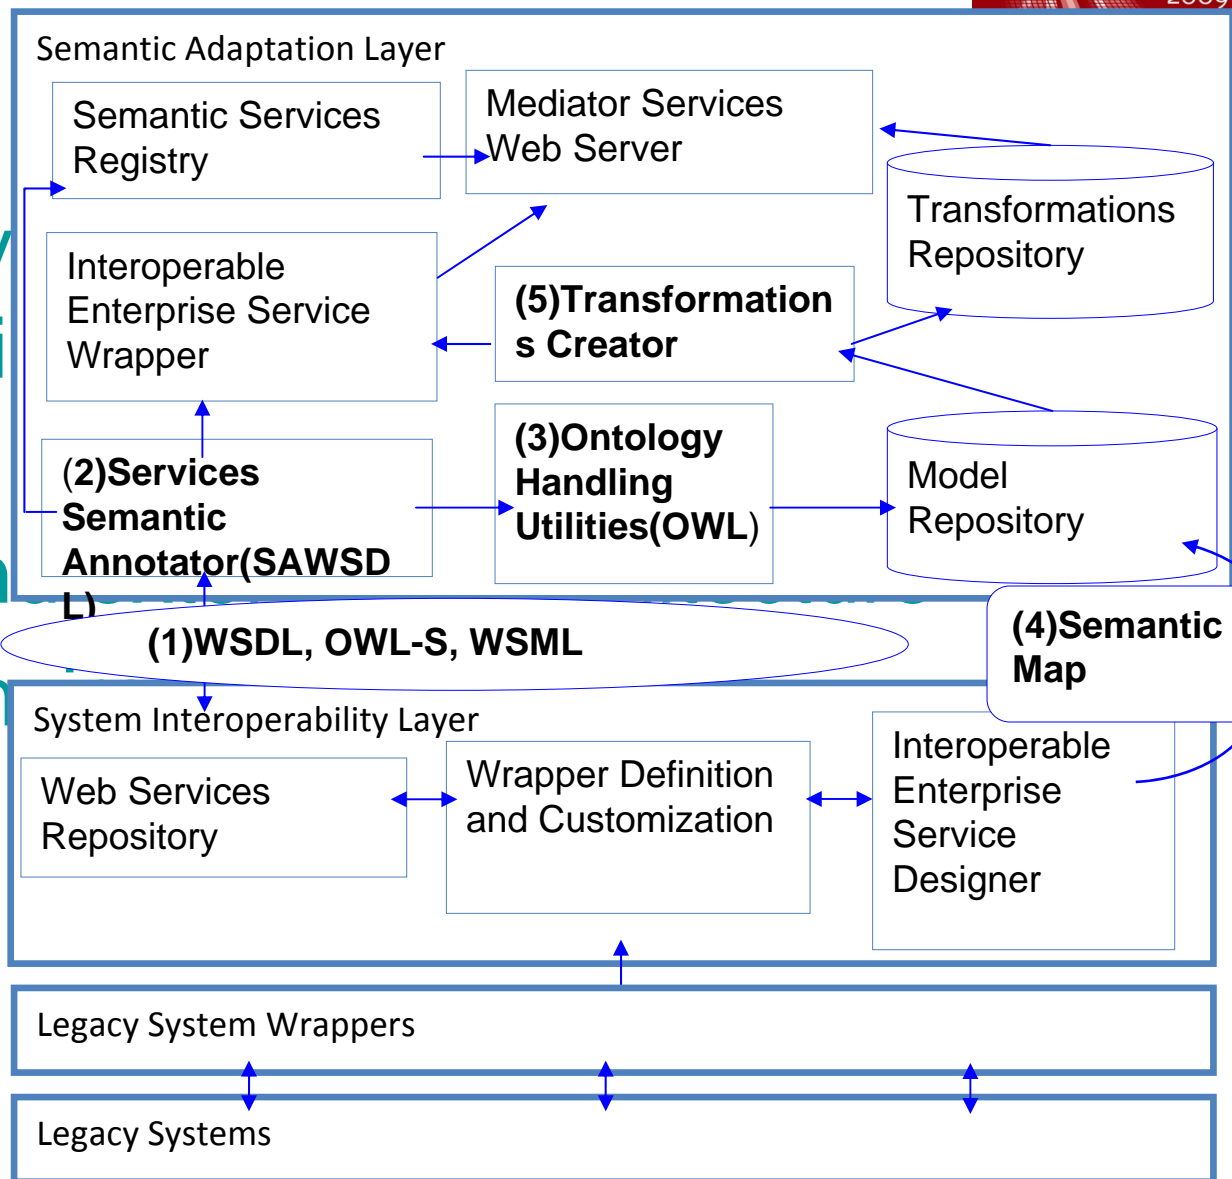 Semantic Adaptation Layer
Semantic Services
Registry
Mediator Services
Web Server
Transformations
Repository
Interoperable
Enterprise Service
Wrapper
(5)Transformation
s Creator
(2)Services
Semantic
Annotator(SAWSD
L)
(3)Ontology
Handling
Utilities(OWL)
Model
Repository
(1)WSDL, OWL-S, WSML
(4)Semantic
Map
System Interoperability Layer
Web Services
Repository
Wrapper Definition
and Customization
Interoperable
Enterprise
Service
Designer
Legacy System Wrappers
Legacy Systems